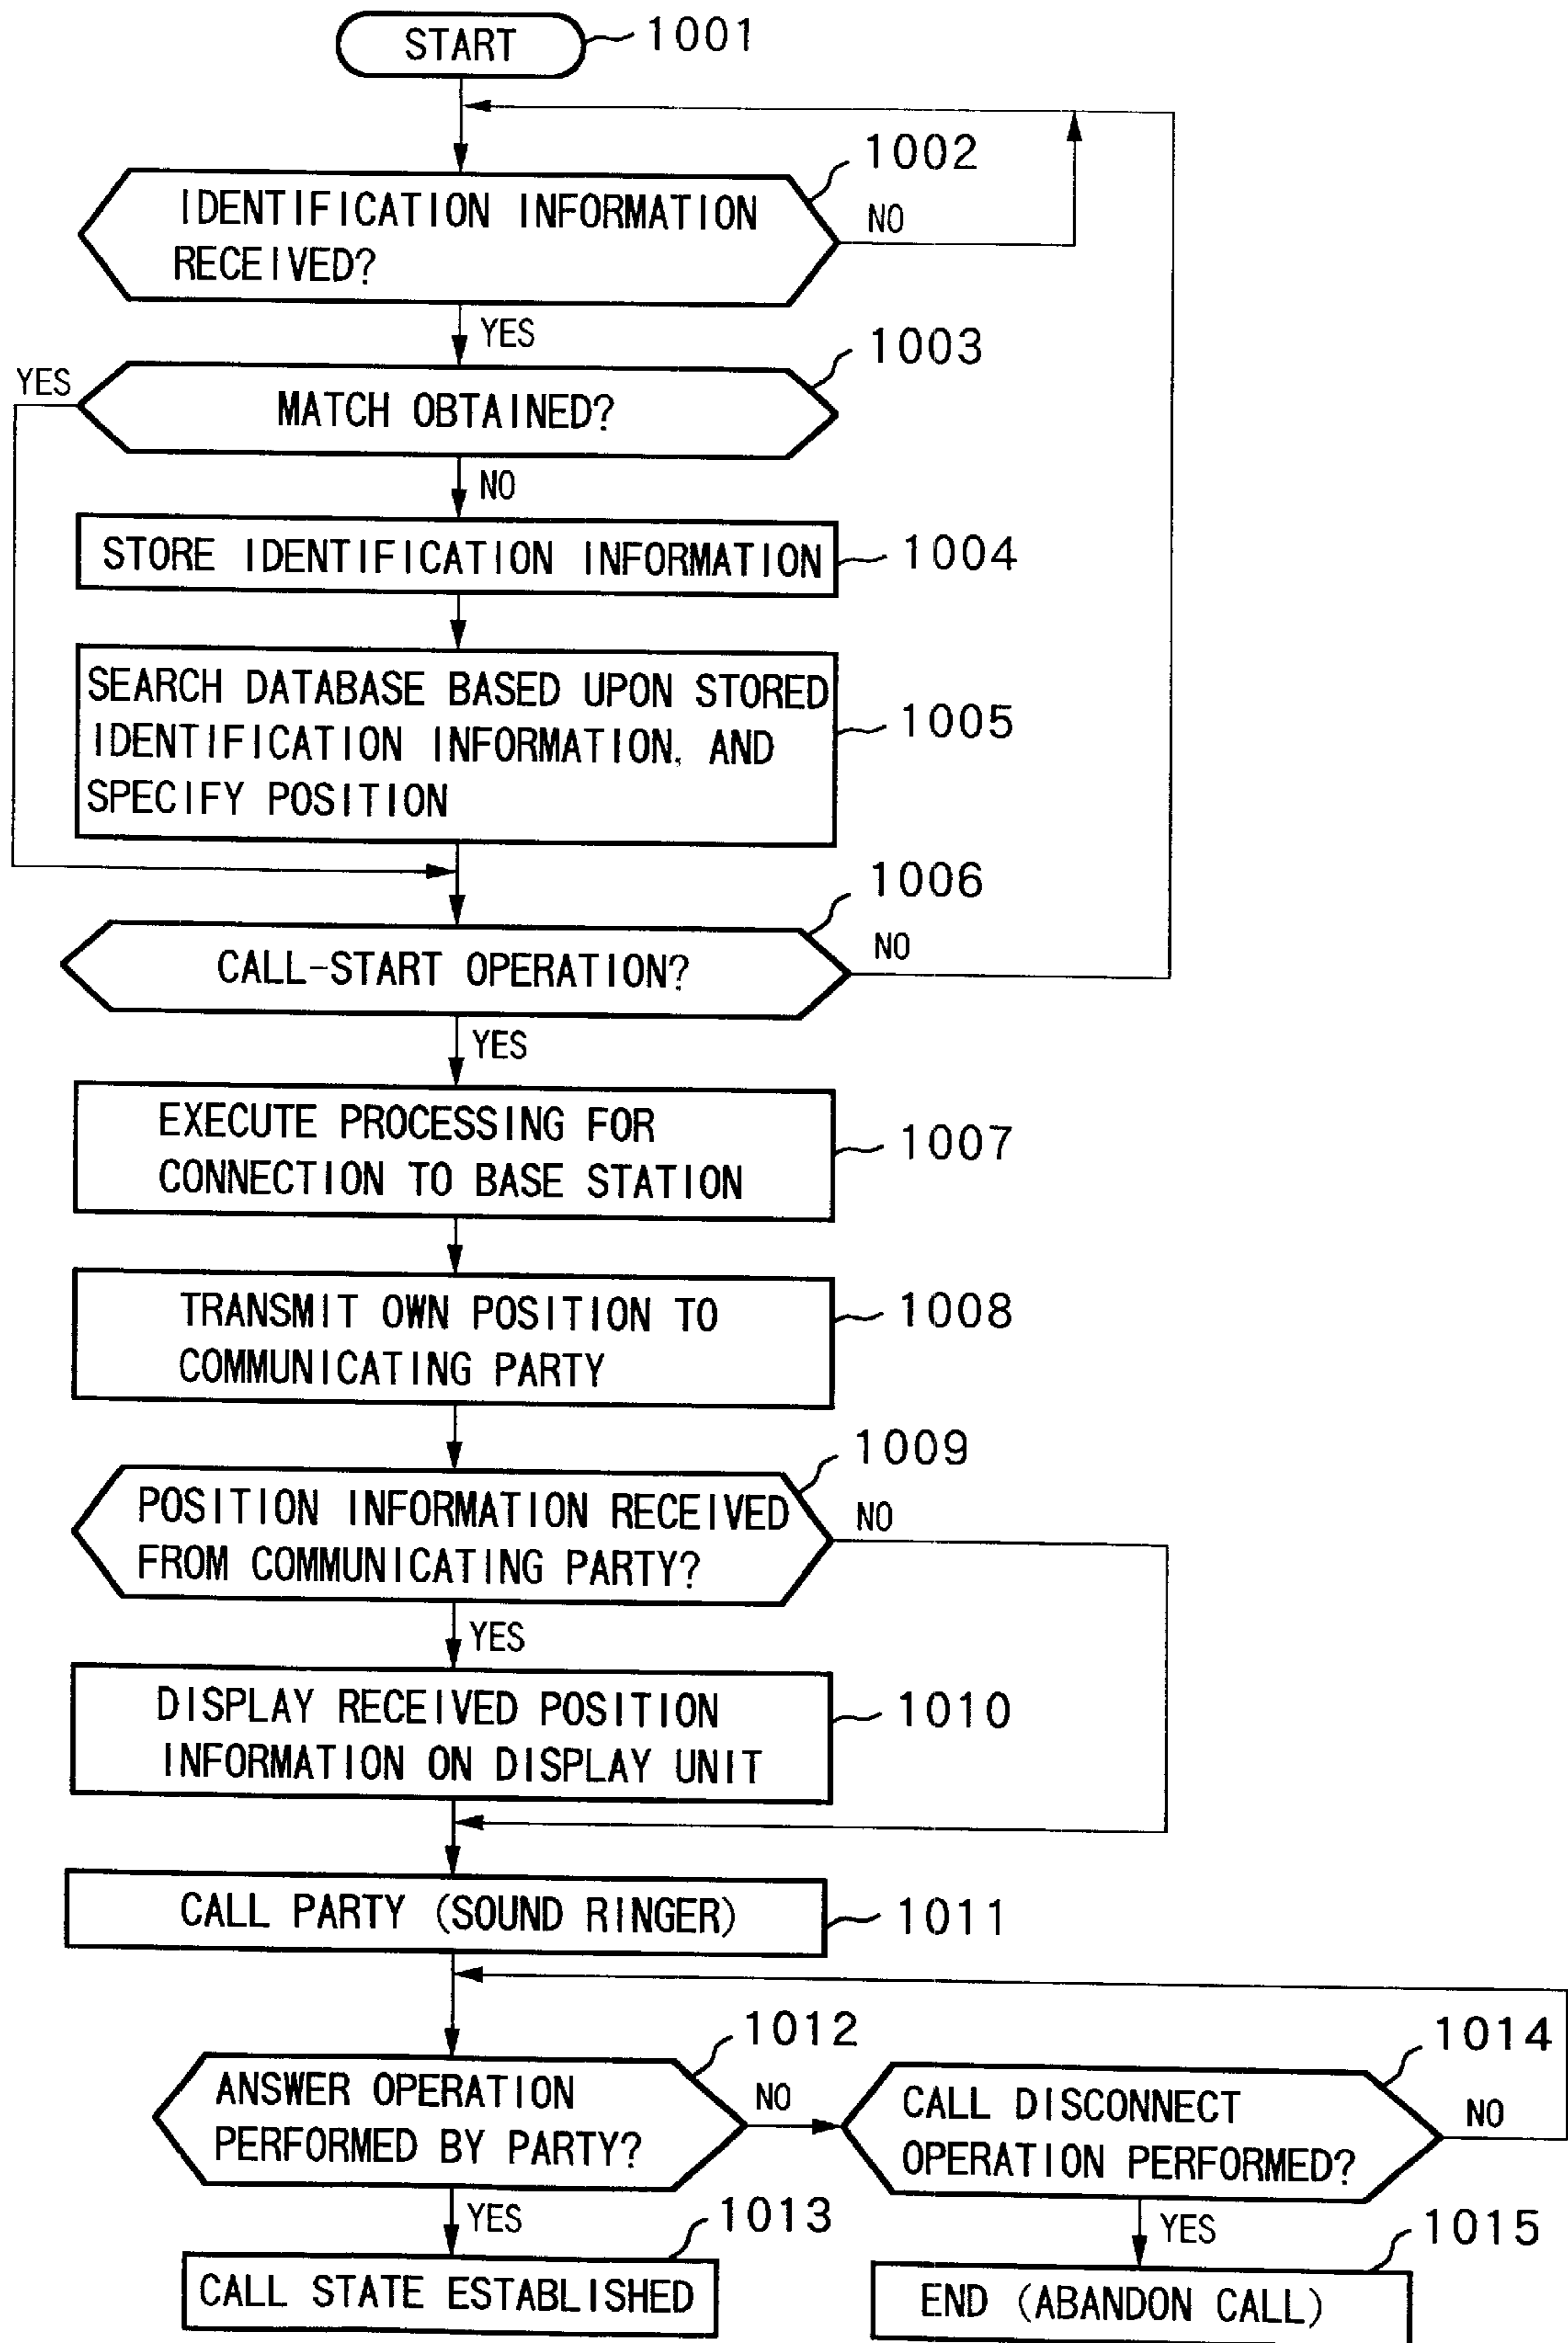 START
1001
1002
IDENTIFICATION INFORMATION
RECEIVED?
NO
YES
1003
YES
MATCH OBTAINED?
NO
STORE IDENTIFICATION INFORMATION
1004
SEARCH DATABASE BASED UPON STORED
IDENTIFICATION INFORMATION, AND
SPECIFY POSITION
1005
1006
CALL-START OPERATION?
NO
YES
EXECUTE PROCESSING FOR
CONNECTION TO BASE STATION
1007
TRANSMIT OWN POSITION TO
COMMUNICATING PARTY
1008
1009
POSITION INFORMATION RECEIVED
FROM COMMUNICATING PARTY?
NO
YES
DISPLAY RECEIVED POSITION
INFORMATION ON DISPLAY UNIT
1010
CALL PARTY (SOUND RINGER)
1011
1012
ANSWER OPERATION
PERFORMED BY PARTY?
NO
1014
CALL DISCONNECT
OPERATION PERFORMED?
NO
YES
1013
CALL STATE ESTABLISHED
YES
1015
END (ABANDON CALL)